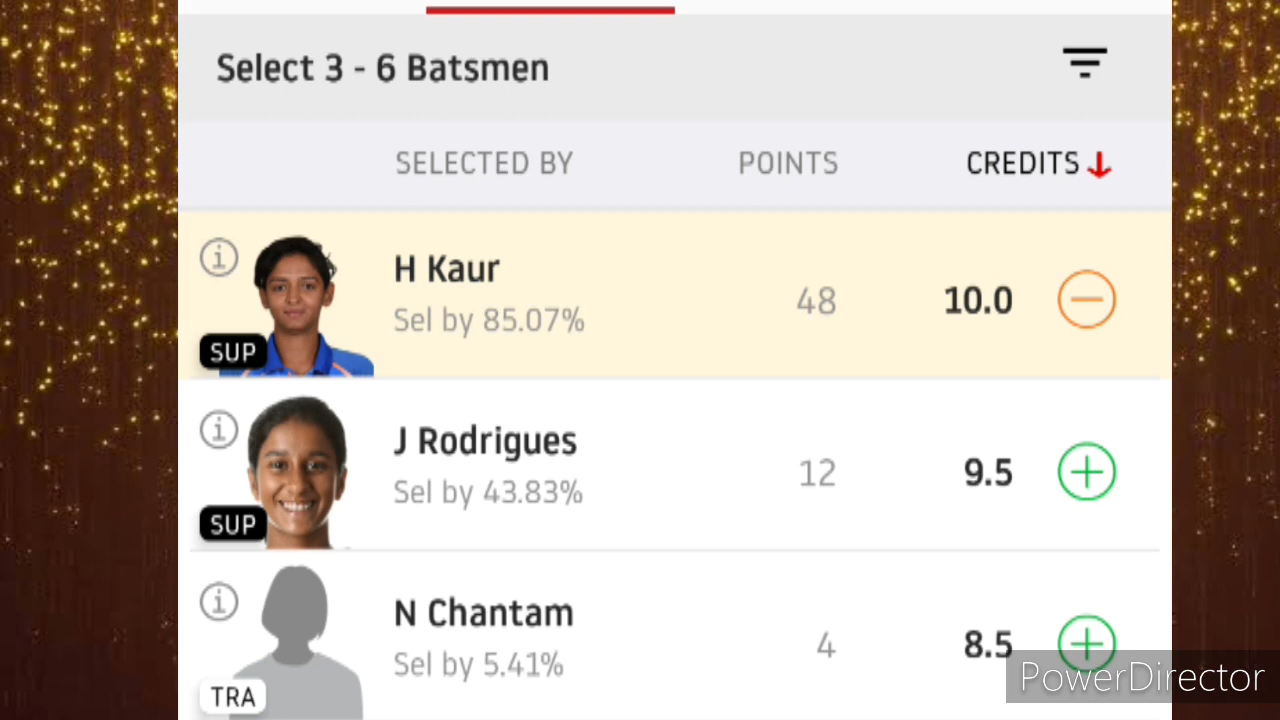 Select 3 - 6 Batsmen
SELECTED BY POINTS CREDITS
H Kaur
Sel by 85.07%
48 10.0
SUP
J Rodrigues
Sel by 43.83%
12 9.5
SUP
N Chantam
Sel by 5.41%
4 8.5
TRA
PowerDirector